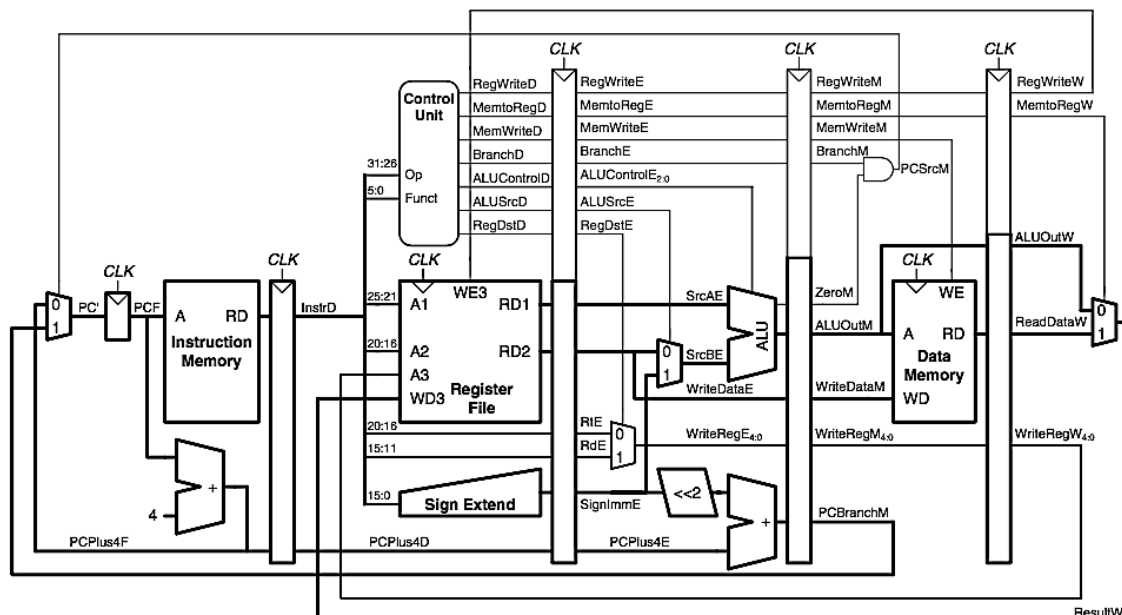 CLK CLK CLK
CLK
RegWriteD RegWriteE RegWriteM RegWriteW
Control Unit
MemtoRegD MemtoRegE MemtoRegM MemtoRegW
MemWriteD MemWriteE MemWriteM
BranchD BranchE BranchM
PCSrcM
31:26 Op
ALUControlD ALUControlE2:0
5:0 Funct
ALUSrcD ALUSrcE
RegDstD RegDstE
CLK CLK CLK CLK
ALUOutW
0 1 PC' PCF
A RD
Instruction Memory
InstrD
25:21 A1 WE3 RD1
SrcAE
ALU
ZeroM
WE
0 1
20:16 A2 RD2
0 1 SrcBE
ALUOutM
A RD
ReadDataW
Data Memory
A3
WD3
Register File
WriteDataE WriteDataM
WD
20:16 RtE
0 1
15:11 RdE
WriteRegE4:0 WriteRegM4:0 WriteRegW4:0
+
4
15:0 Sign Extend
SignImmE
<<2
+
PCBranchM
PCPlus4F PCPlus4D PCPlus4E
ResultW